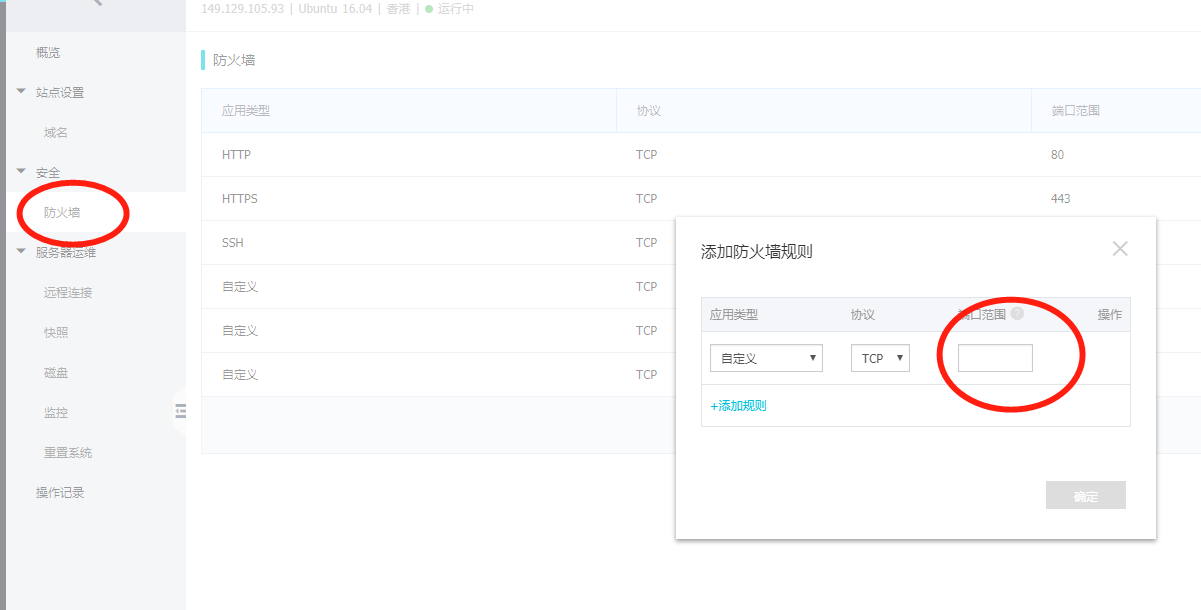 149.129.105.93 | Ubuntu 16.04 | 香港 | 运行中
概览
站点设置
域名
安全
防火墙
服务器运维
远程连接
快照
磁盘
监控
重置系统
操作记录
防火墙
应用类型 协议 端口范围
HTTP TCP 80
HTTPS TCP 443
SSH TCP
自定义 TCP
自定义 TCP
自定义 TCP
添加防火墙规则
应用类型 协议 端口范围 ? 操作
自定义 TCP
+添加规则
确定